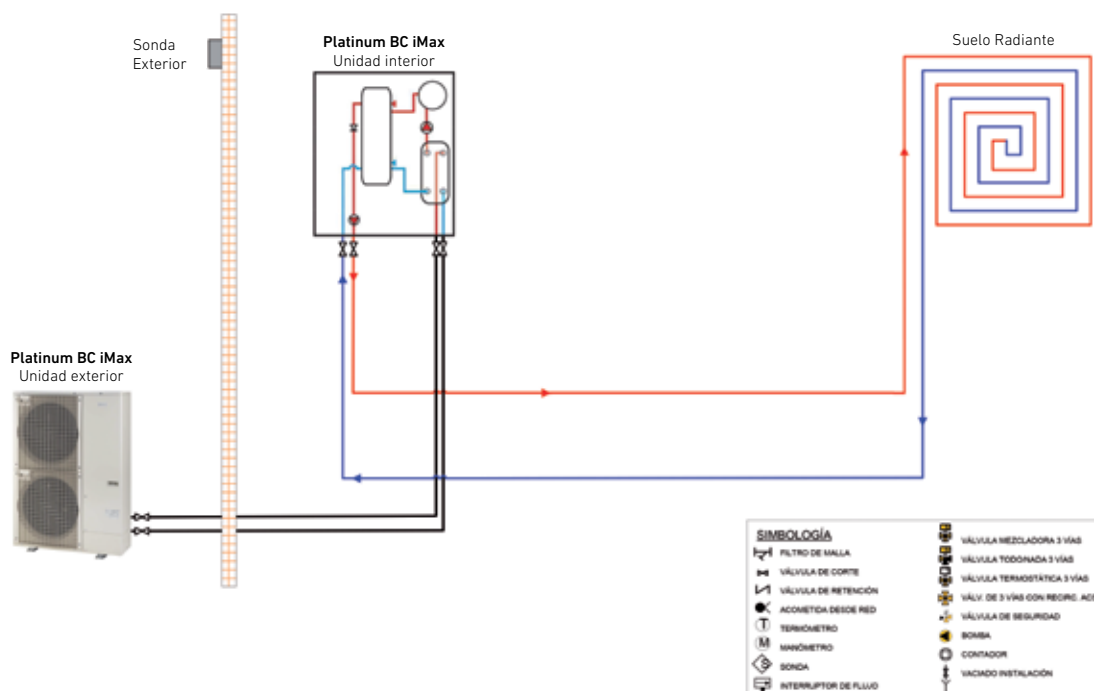 Sonda
Exterior
Platinum BC iMax
Unidad interior
Suelo Radiante
Platinum BC iMax
Unidad exterior
SIMBOLOGÍA
FILTRO DE MALLA
VÁLVULA DE CORTE
VÁLVULA DE RETENCIÓN
ACOMETIDA DESDE RED
T
TERMÓMETRO
M
MANÓMETRO
S
SONDA
INTERRUPTOR DE FLUJO
VÁLVULA MEZCLADORA 3 VÍAS
VÁLVULA TODO/NADA 3 VÍAS
VÁLVULA TERMOSTÁTICA 3 VÍAS
VÁLV. DE 3 VÍAS CON RECIRC. ACS
VÁLVULA DE SEGURIDAD
BOMBA
CONTADOR
VACIADO INSTALACIÓN